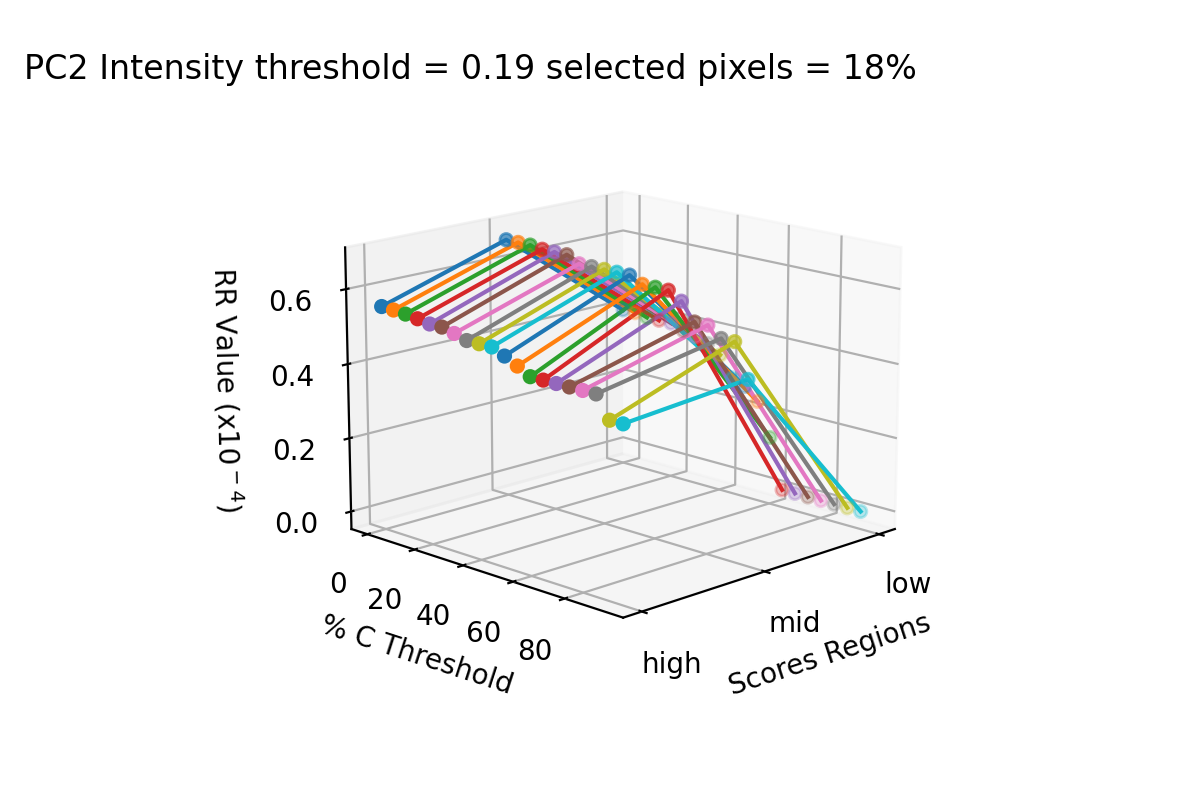 PC2 Intensity threshold = 0.19 selected pixels = 18%
RR Value (x10⁻⁴)
0.6
0.4
0.2
0.0
0
20
40
60
80
% C Threshold
high
mid
low
Scores Regions